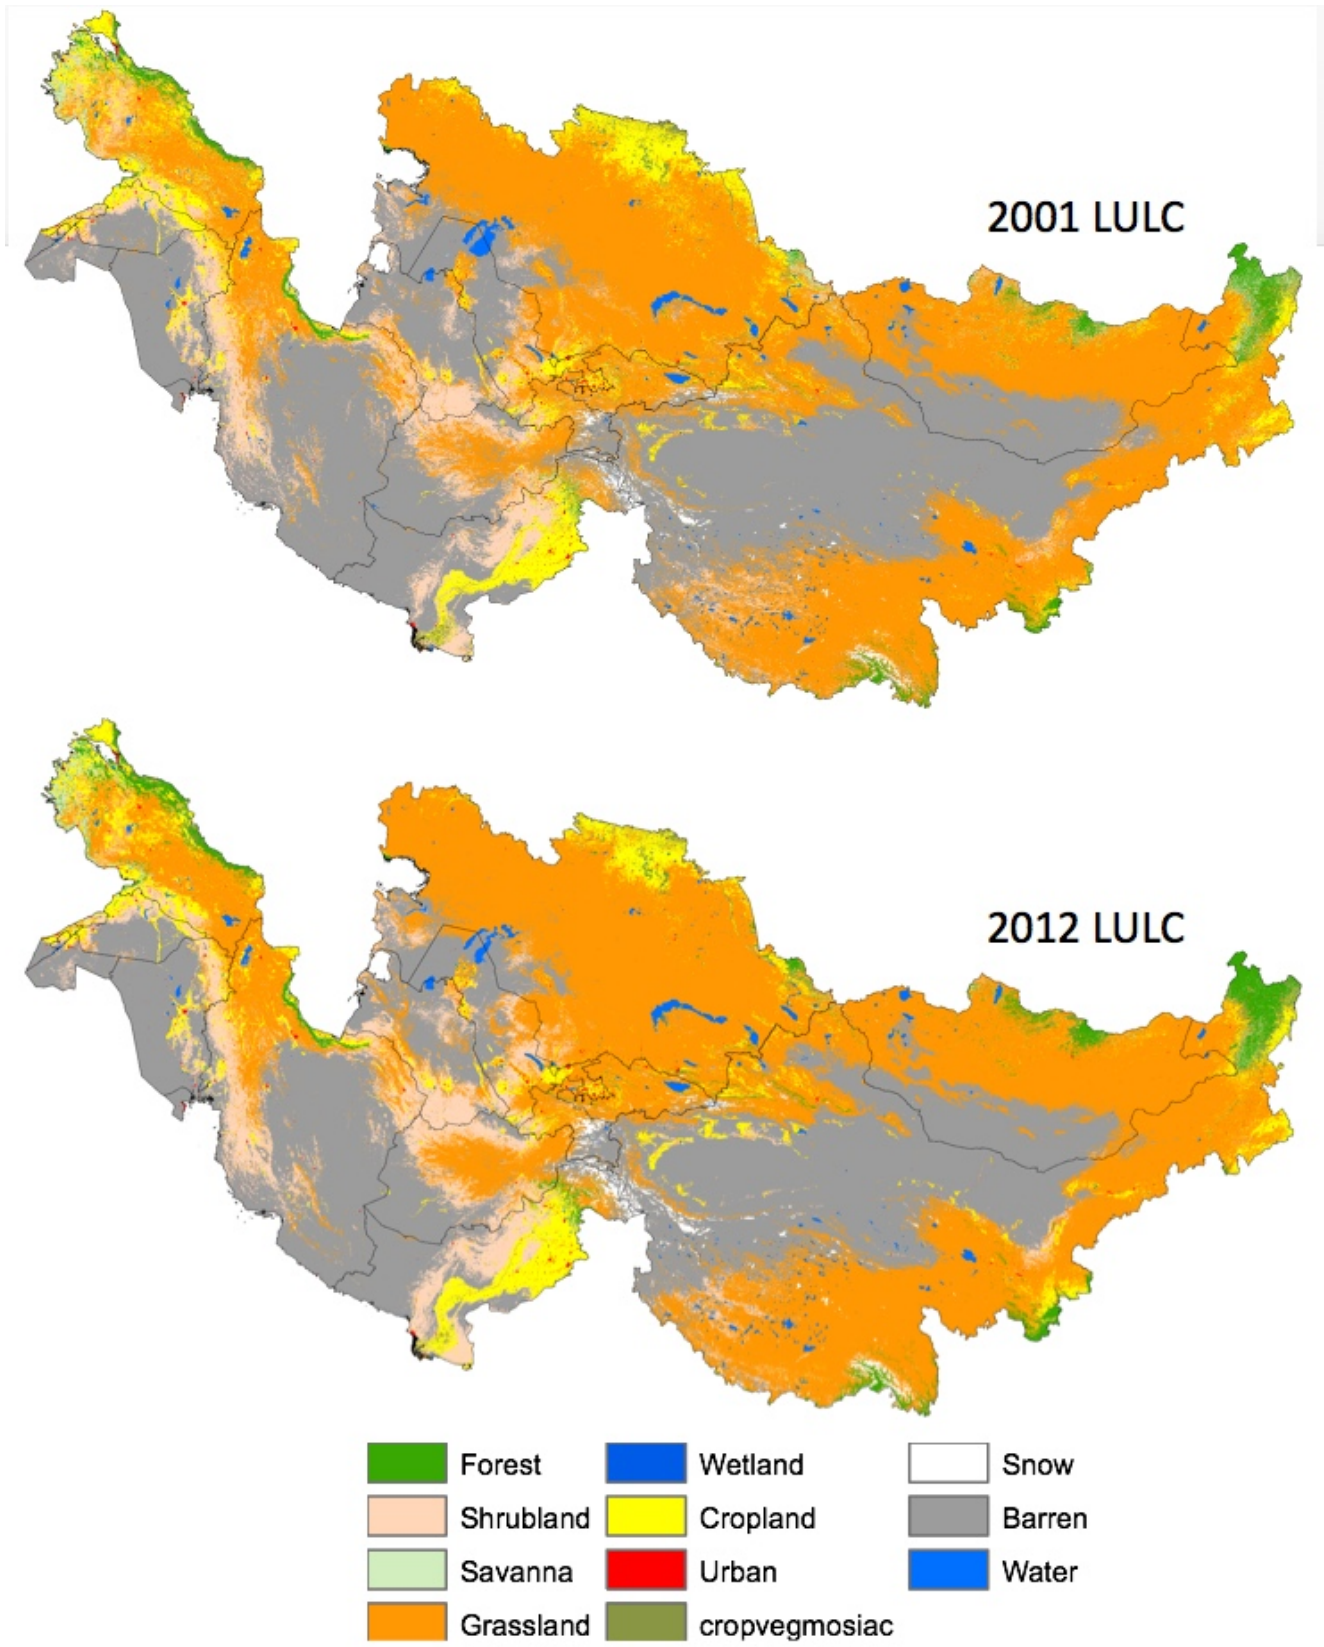 2001 LULC
2012 LULC
Forest Wetland Snow
Shrubland Cropland Barren
Savanna Urban Water
Grassland cropvegmosiac